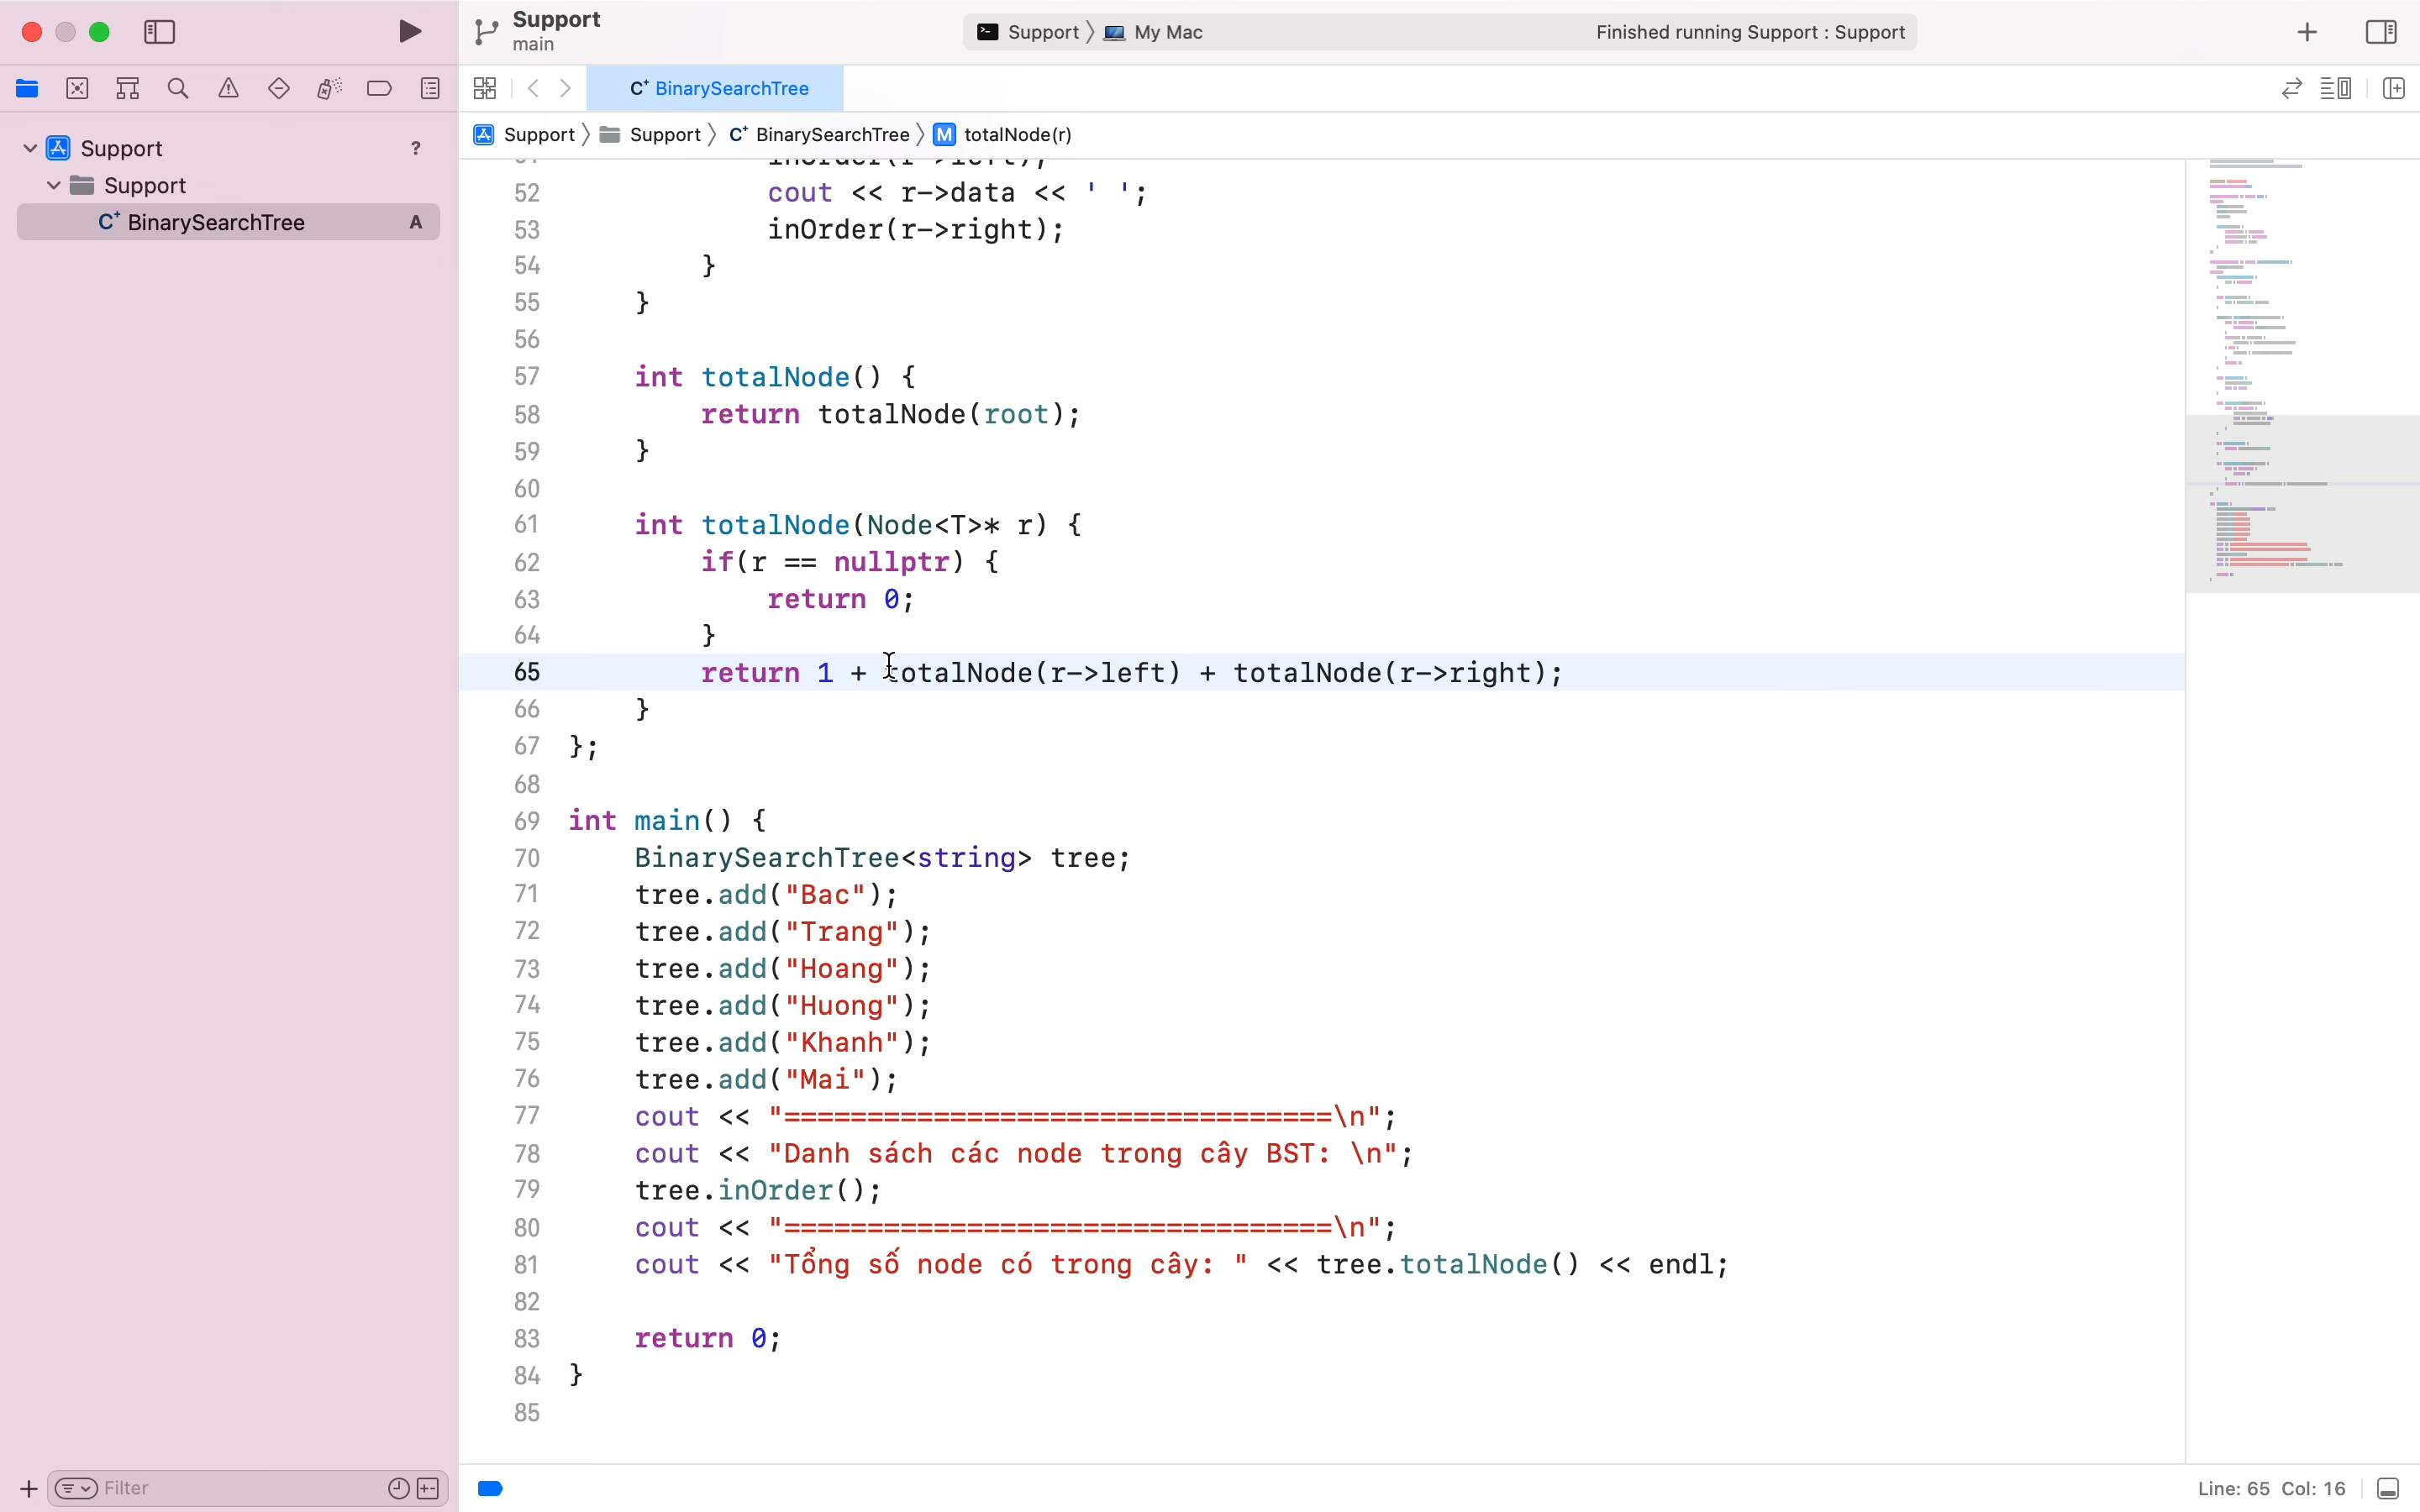 Support
main
Support
My Mac
Finished running Support : Support
BinarySearchTree
Support
Support
BinarySearchTree
M
totalNode(r)
Support
?
Support
BinarySearchTree
A
52 cout << r->data << ' ';
53 inOrder(r->right);
54 }
55 }
56
57 int totalNode() {
58 return totalNode(root);
59 }
60
61 int totalNode(Node<T>* r) {
62 if(r == nullptr) {
63 return 0;
64 }
65 return 1 + totalNode(r->left) + totalNode(r->right);
66 }
67 };
68
69 int main() {
70 BinarySearchTree<string> tree;
71 tree.add("Bac");
72 tree.add("Trang");
73 tree.add("Hoang");
74 tree.add("Huong");
75 tree.add("Khanh");
76 tree.add("Mai");
77 cout << "=================================\n";
78 cout << "Danh sách các node trong cây BST: \n";
79 tree.inOrder();
80 cout << "=================================\n";
81 cout << "Tổng số node có trong cây: " << tree.totalNode() << endl;
82
83 return 0;
84 }
85
Filter
Line: 65 Col: 16